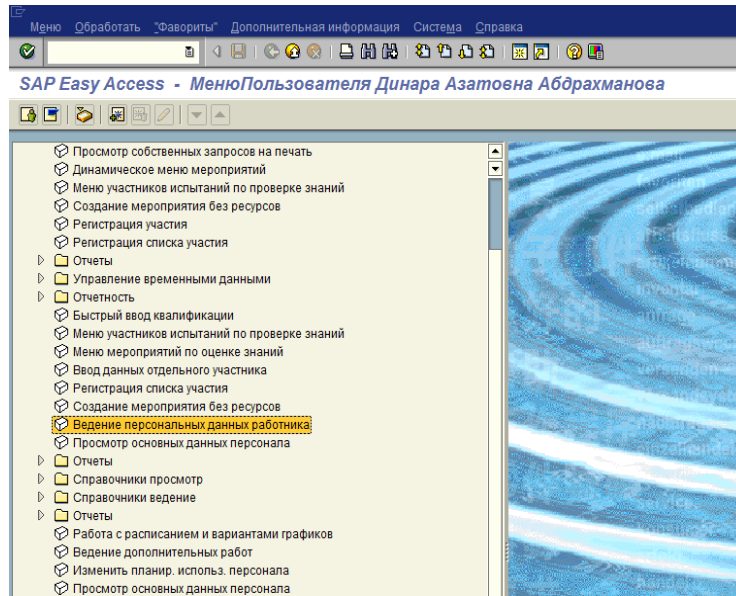 Меню Обработать "Фавориты" Дополнительная информация Система Справка
SAP Easy Access - МенюПользователя Динара Азатовна Абдрахманова
Просмотр собственных запросов на печать
Динамическое меню мероприятий
Меню участников испытаний по проверке знаний
Создание мероприятия без ресурсов
Регистрация участия
Регистрация списка участия
Отчеты
Управление временными данными
Отчетность
Быстрый ввод квалификации
Меню участников испытаний по проверке знаний
Меню мероприятий по оценке знаний
Ввод данных отдельного участника
Регистрация списка участия
Создание мероприятия без ресурсов
Ведение персональных данных работника
Просмотр основных данных персонала
Отчеты
Справочники просмотр
Справочники ведение
Отчеты
Работа с расписанием и вариантами графиков
Ведение дополнительных работ
Изменить планир. использ. персонала
Просмотр основных данных персонала